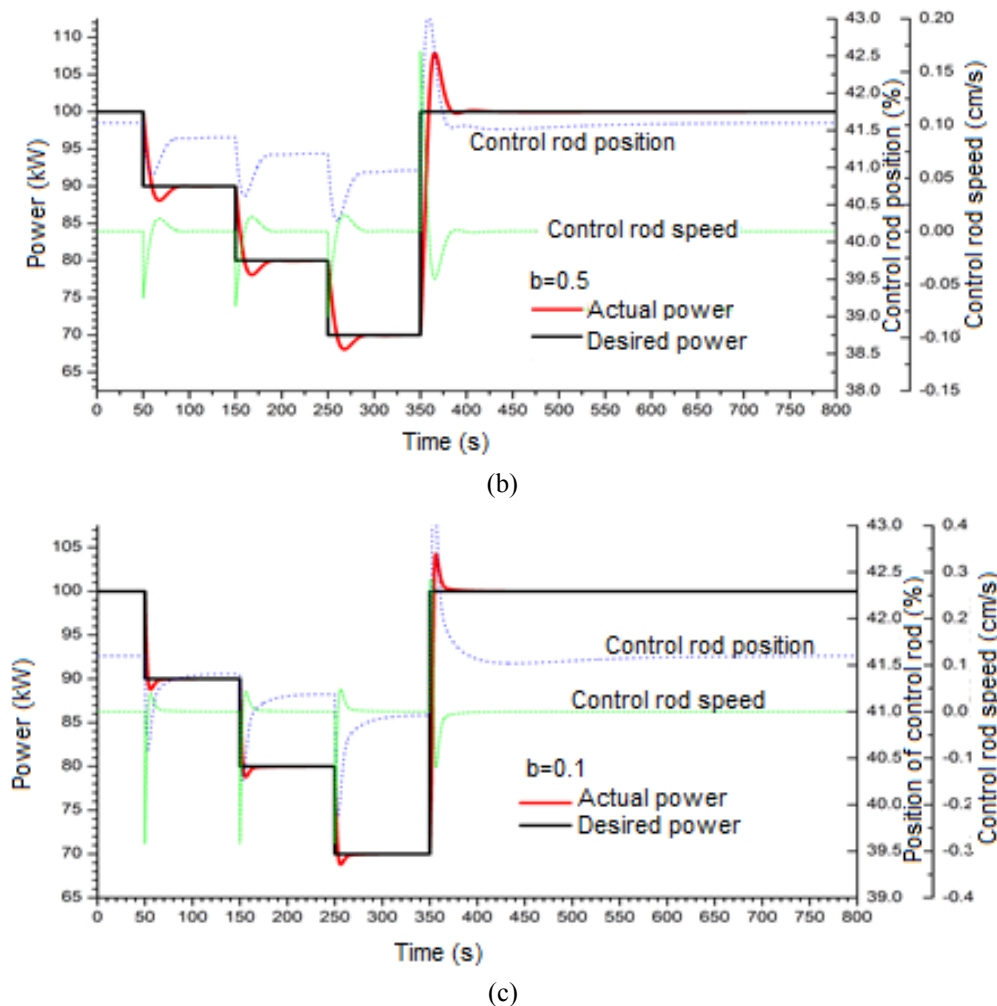 110
105
100
95
90
85
80
75
70
65
Power (kW)
43.0
42.5
42.0
41.5
41.0
40.5
40.0
39.5
39.0
38.5
38.0
Control rod position (%)
0.20
0.15
0.10
0.05
0.00
-0.05
-0.10
-0.15
Control rod speed (cm/s)
Control rod position
Control rod speed
b=0.5
Actual power
Desired power
0 50 100 150 200 250 300 350 400 450 500 550 600 650 700 750 800
Time (s)
(b)
105
100
95
90
85
80
75
70
65
Power (kW)
43.0
42.5
42.0
41.5
41.0
40.5
40.0
39.5
39.0
Position of control rod (%)
0.4
0.3
0.2
0.1
0.0
-0.1
-0.2
-0.3
-0.4
Control rod speed (cm/s)
Control rod position
Control rod speed
b=0.1
Actual power
Desired power
0 50 100 150 200 250 300 350 400 450 500 550 600 650 700 750 800
Time (s)
(c)